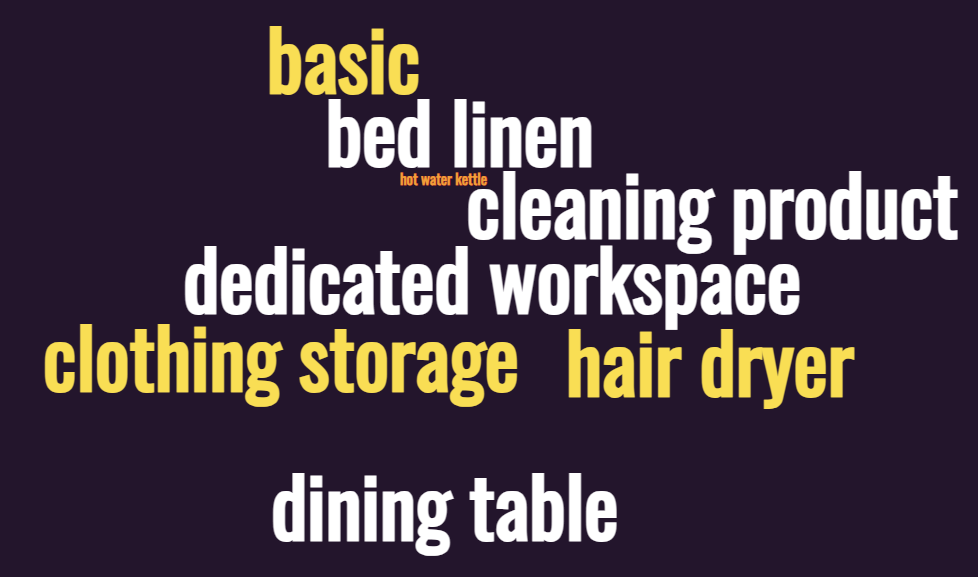 basic
bed linen
hot water kettle
cleaning product
dedicated workspace
clothing storage
hair dryer
dining table